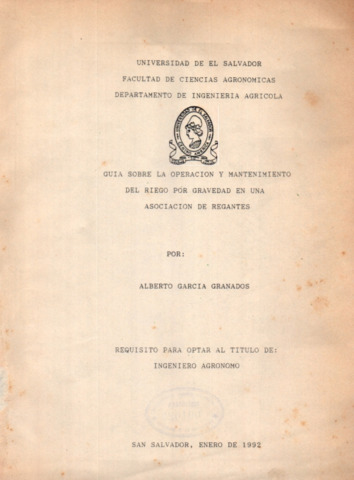 UNIVERSIDAD DE EL SALVADOR
FACULTAD DE CIENCIAS AGRONOMICAS
DEPARTAMENTO DE INGENIERIA AGRICOLA
GUIA SOBRE LA OPERACION Y MANTENIMIENTO
DEL RIEGO POR GRAVEDAD EN UNA
ASOCIACION DE REGANTES
POR:
ALBERTO GARCIA GRANADOS
REQUISITO PARA OPTAR AL TITULO DE:
INGENIERO AGRONOMO
SAN SALVADOR, ENERO DE 1992